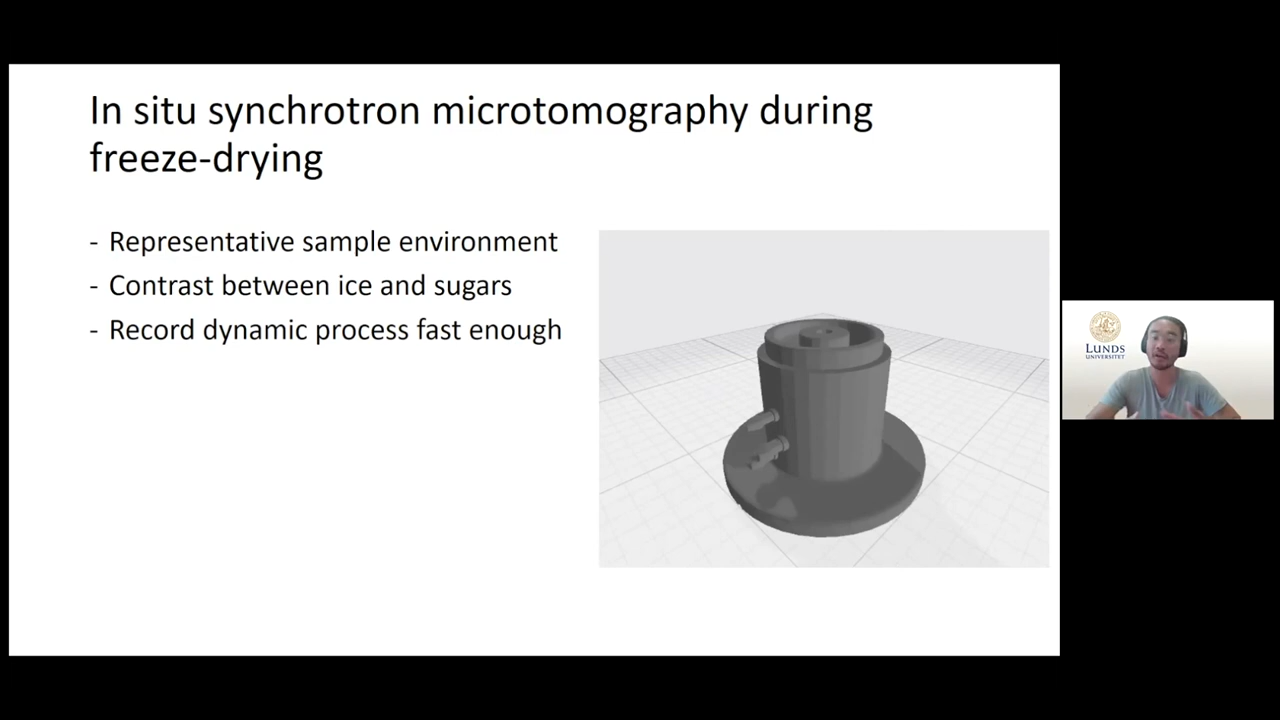 In situ synchrotron microtomography during
freeze-drying
- Representative sample environment
- Contrast between ice and sugars
- Record dynamic process fast enough
LUNDS
UNIVERSITET